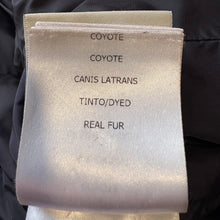 COYOTE
COYOTE
CANIS LATRANS
TINTO/DYED
REAL FUR